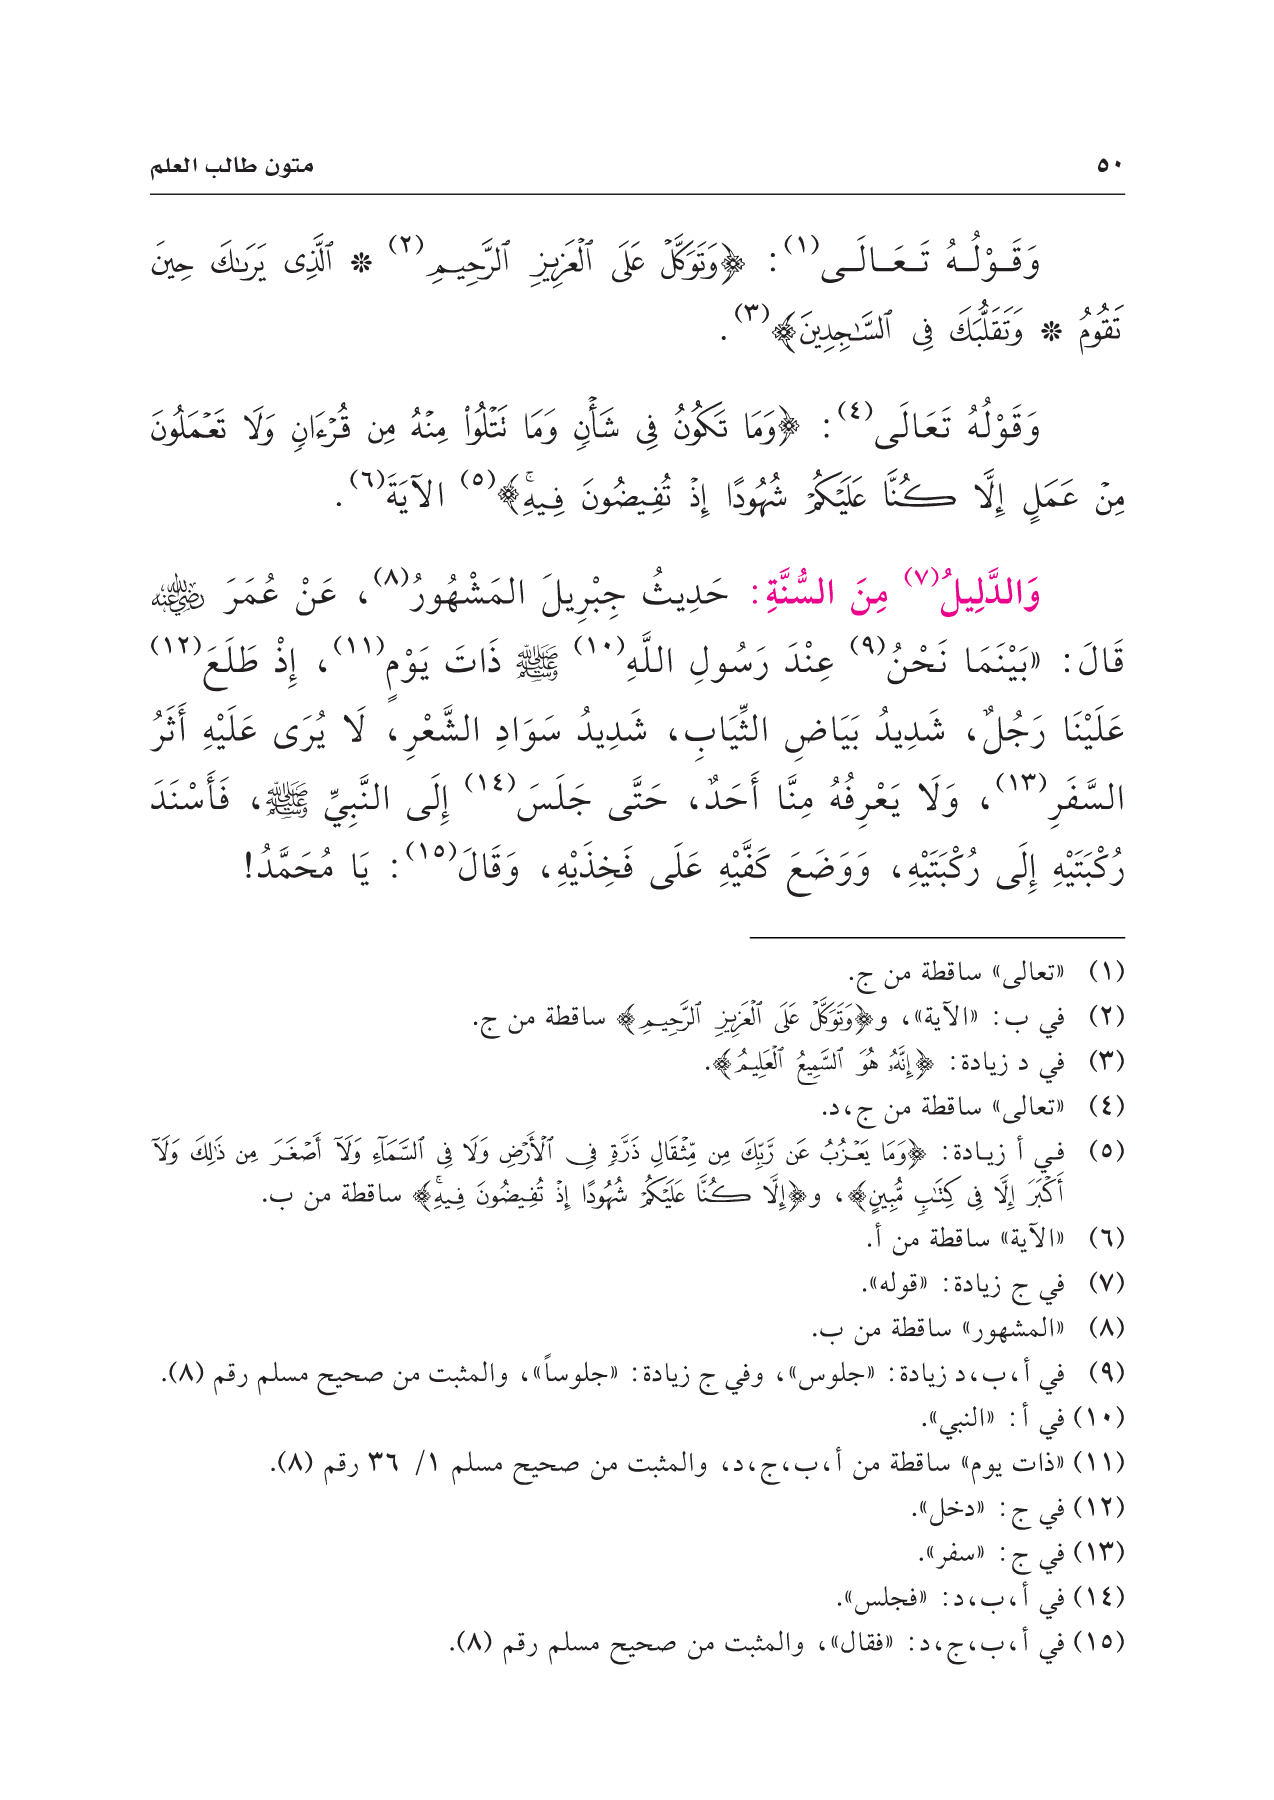 ٥٠ متون طالب العلم
وَقَوْلُهُ تَعَالَى(١): ﴿وَتَوَكَّلْ عَلَى ٱلْعَزِيزِ ٱلرَّحِيمِ(٢) * ٱلَّذِى يَرَىٰكَ حِينَ
تَقُومُ * وَتَقَلُّبَكَ فِى ٱلسَّٰجِدِينَ﴾(٣).
وَقَوْلُهُ تَعَالَى(٤): ﴿وَمَا تَكُونُ فِى شَأْنٍ وَمَا تَتْلُوا۟ مِنْهُ مِن قُرْءَانٍ وَلَا تَعْمَلُونَ
مِنْ عَمَلٍ إِلَّا كُنَّا عَلَيْكُمْ شُهُودًا إِذْ تُفِيضُونَ فِيهِ﴾(٥) الآيَةَ(٦).
وَالدَّلِيلُ(٧) مِنَ السُّنَّةِ: حَدِيثُ جِبْرِيلَ المَشْهُورُ(٨)، عَنْ عُمَرَ رضي الله عنه
قَالَ: «بَيْنَمَا نَحْنُ(٩) عِنْدَ رَسُولِ اللَّهِ(١٠) ﷺ ذَاتَ يَوْمٍ(١١)، إِذْ طَلَعَ(١٢)
عَلَيْنَا رَجُلٌ، شَدِيدُ بَيَاضِ الثِّيَابِ، شَدِيدُ سَوَادِ الشَّعْرِ، لَا يُرَى عَلَيْهِ أَثَرُ
السَّفَرِ(١٣)، وَلَا يَعْرِفُهُ مِنَّا أَحَدٌ، حَتَّى جَلَسَ(١٤) إِلَى النَّبِيِّ ﷺ، فَأَسْنَدَ
رُكْبَتَيْهِ إِلَى رُكْبَتَيْهِ، وَوَضَعَ كَفَّيْهِ عَلَى فَخِذَيْهِ، وَقَالَ(١٥): يَا مُحَمَّدُ!
(١) «تعالى» ساقطة من ج.
(٢) في ب: «الآية»، و﴿وَتَوَكَّلْ عَلَى ٱلْعَزِيزِ ٱلرَّحِيمِ﴾ ساقطة من ج.
(٣) في د زيادة: ﴿إِنَّهُۥ هُوَ ٱلسَّمِيعُ ٱلْعَلِيمُ﴾.
(٤) «تعالى» ساقطة من ج،د.
(٥) في أ زيادة: ﴿وَمَا يَعْزُبُ عَن رَّبِّكَ مِن مِّثْقَالِ ذَرَّةٍ فِى ٱلْأَرْضِ وَلَا فِى ٱلسَّمَآءِ وَلَآ أَصْغَرَ مِن ذَٰلِكَ وَلَآ
أَكْبَرَ إِلَّا فِى كِتَٰبٍ مُّبِينٍ﴾، و﴿إِلَّا كُنَّا عَلَيْكُمْ شُهُودًا إِذْ تُفِيضُونَ فِيهِ﴾ ساقطة من ب.
(٦) «الآية» ساقطة من أ.
(٧) في ج زيادة: «قوله».
(٨) «المشهور» ساقطة من ب.
(٩) في أ،ب،د زيادة: «جلوس»، وفي ج زيادة: «جلوساً»، والمثبت من صحيح مسلم رقم (٨).
(١٠) في أ: «النبي».
(١١) «ذات يوم» ساقطة من أ،ب،ج،د، والمثبت من صحيح مسلم ١/ ٣٦ رقم (٨).
(١٢) في ج: «دخل».
(١٣) في ج: «سفر».
(١٤) في أ،ب،د: «فجلس».
(١٥) في أ،ب،ج،د: «فقال»، والمثبت من صحيح مسلم رقم (٨).